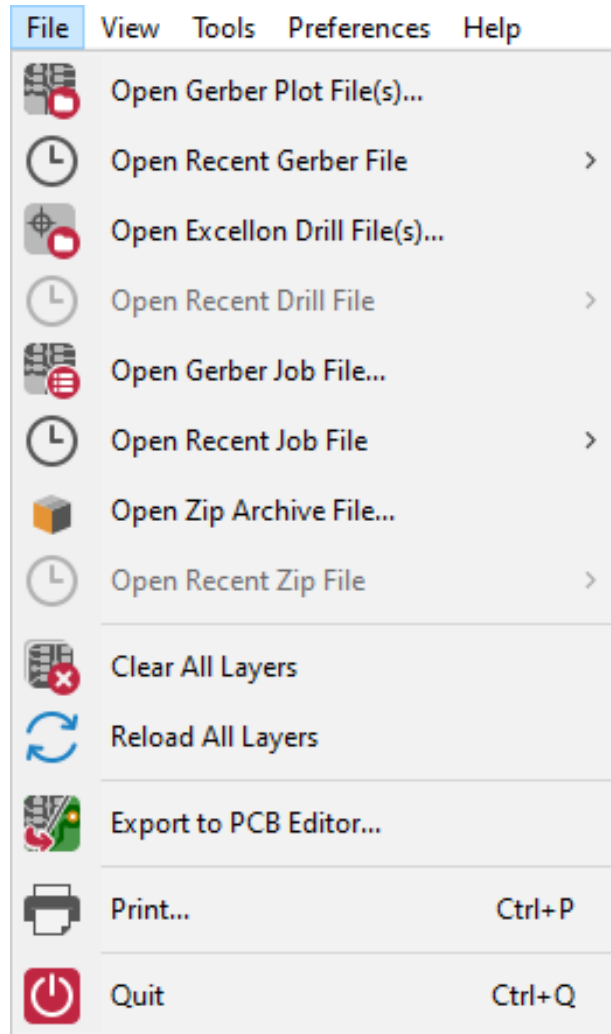 File View Tools Preferences Help
Open Gerber Plot File(s)...
Open Recent Gerber File >
Open Excellon Drill File(s)...
Open Recent Drill File >
Open Gerber Job File...
Open Recent Job File >
Open Zip Archive File...
Open Recent Zip File >
Clear All Layers
Reload All Layers
Export to PCB Editor...
Print... Ctrl+P
Quit Ctrl+Q